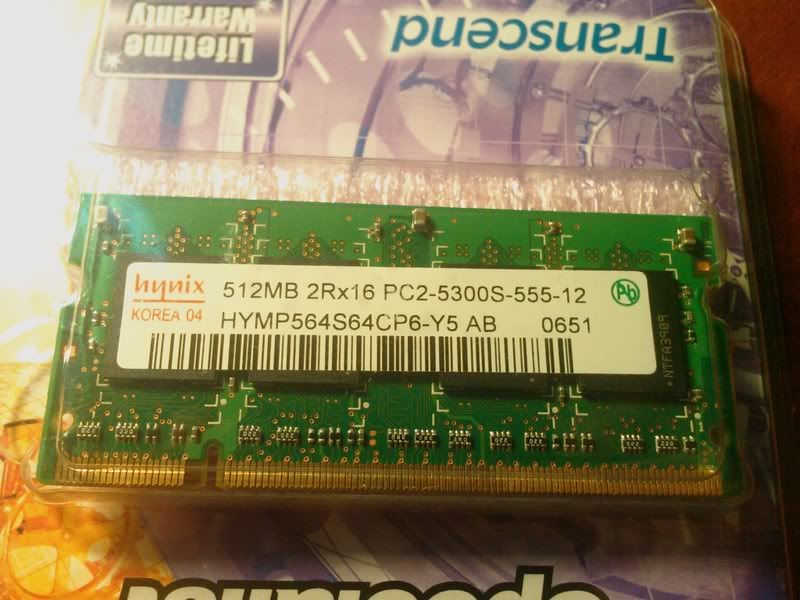 Lifetime
Warranty
Transcend
hynix
KOREA 04
512MB 2Rx16 PC2-5300S-555-12
HYMP564S64CP6-Y5 AB 0651
Pb